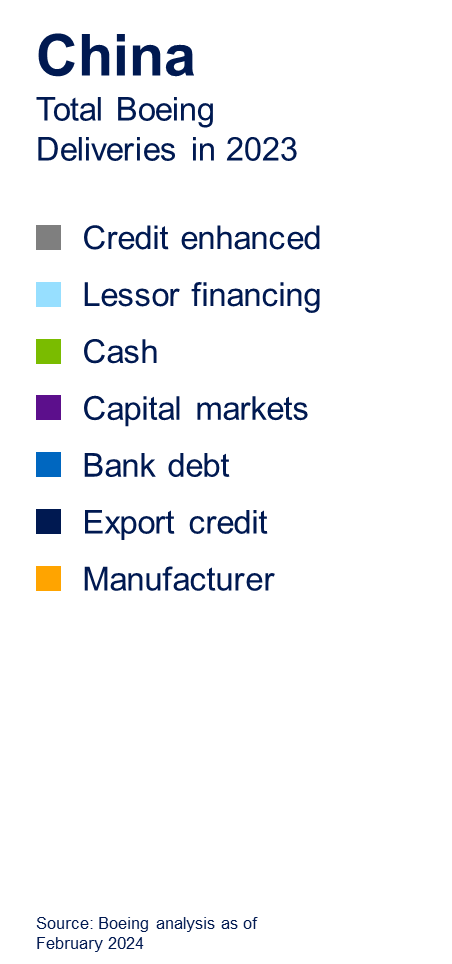 China
Total Boeing
Deliveries in 2023
Credit enhanced
Lessor financing
Cash
Capital markets
Bank debt
Export credit
Manufacturer
Source: Boeing analysis as of
February 2024